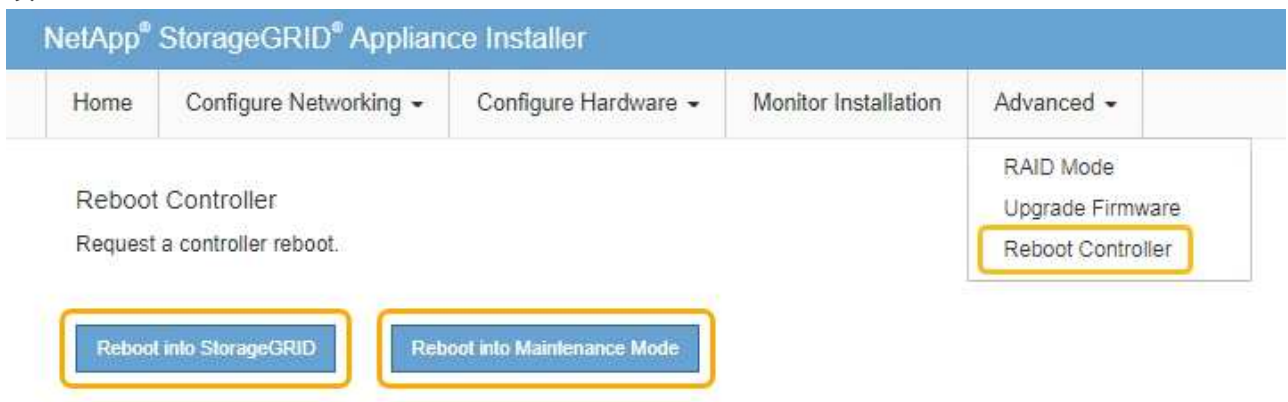 NetApp® StorageGRID® Appliance Installer
Home Configure Networking Configure Hardware Monitor Installation Advanced
RAID Mode
Upgrade Firmware
Reboot Controller
Reboot Controller
Request a controller reboot.
Reboot into StorageGRID Reboot into Maintenance Mode